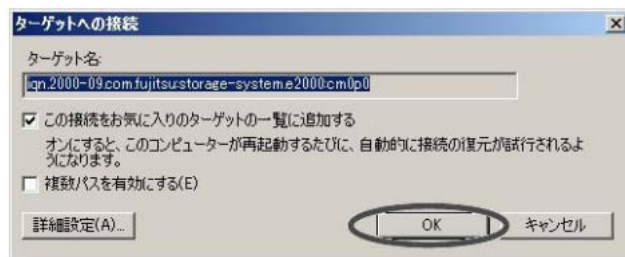 ターゲットへの接続
ターゲット名:
iqn.2000-09.com.fujitsu:storage-system.e2000:cm0p0
この接続をお気に入りのターゲットの一覧に追加する
オンにすると、このコンピューターが再起動するたびに、自動的に接続の復元が試行されるよ
うになります。
複数パスを有効にする(E)
詳細設定(A)... OK キャンセル